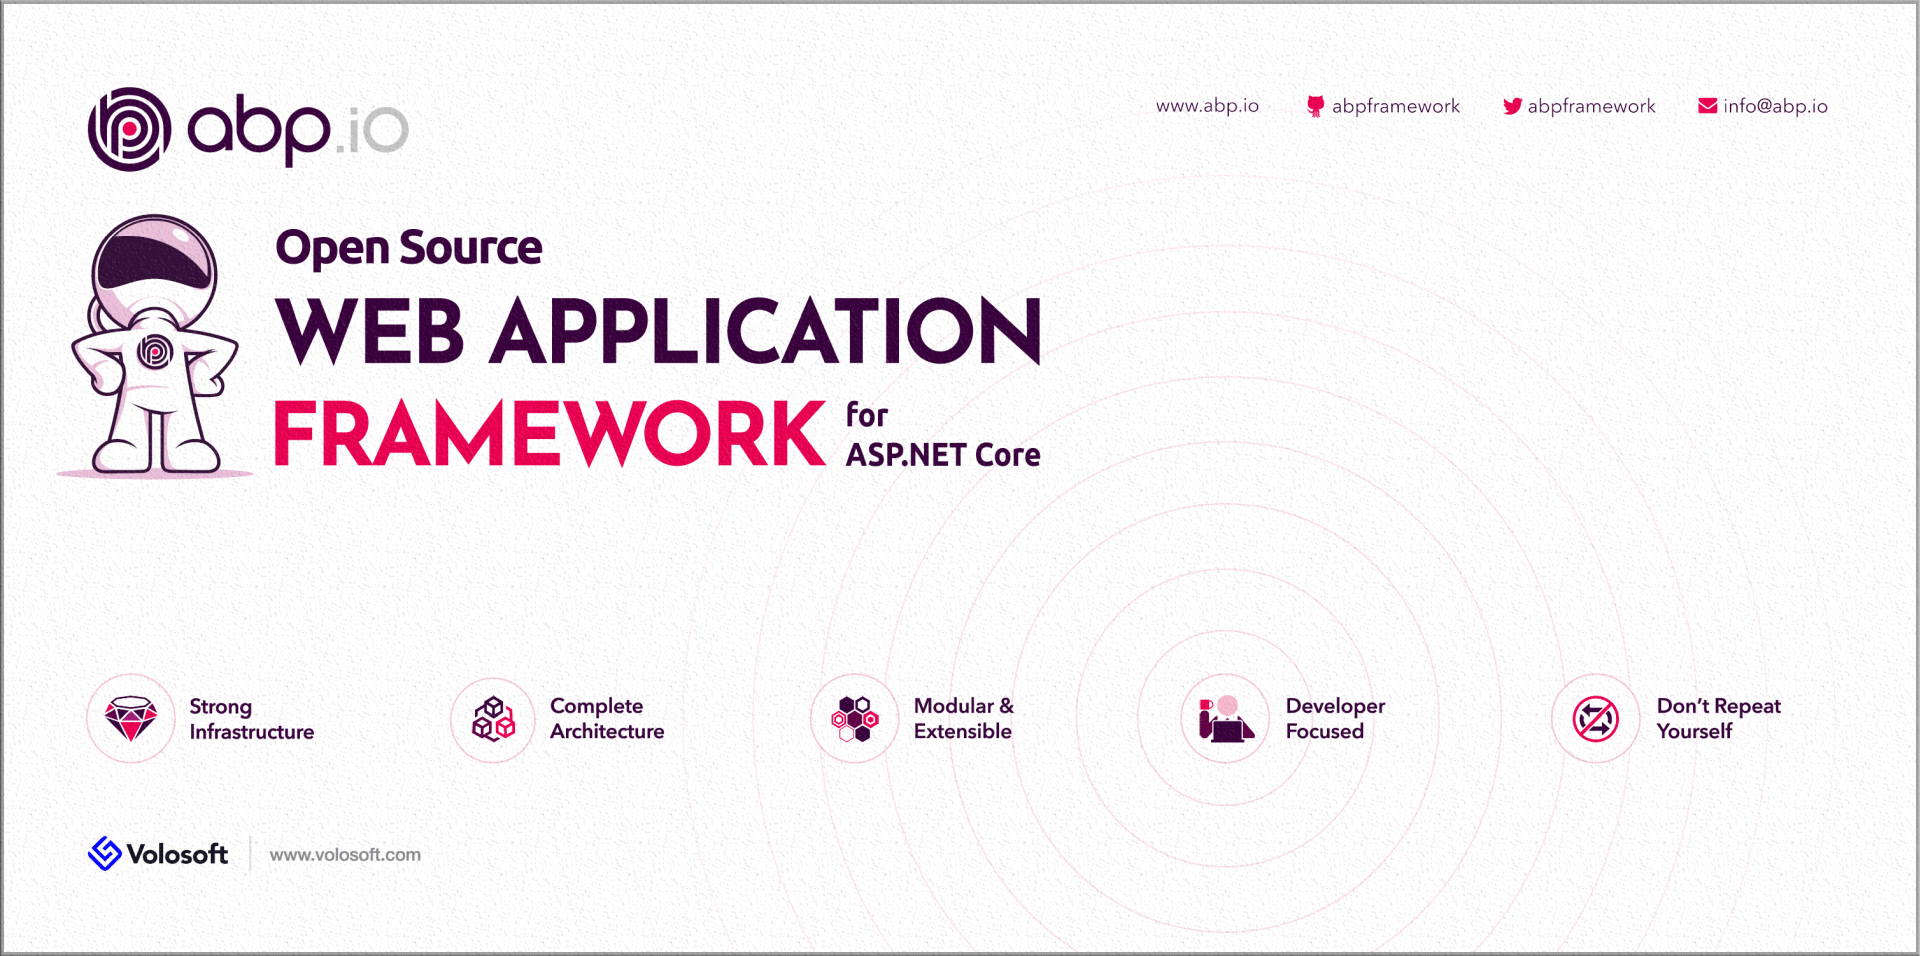 abp.io
www.abp.io
abpframework
abpframework
info@abp.io
Open Source
WEB APPLICATION
FRAMEWORK
for
ASP.NET Core
Strong
Infrastructure
Complete
Architecture
Modular &
Extensible
Developer
Focused
Don't Repeat
Yourself
Volosoft
www.volosoft.com